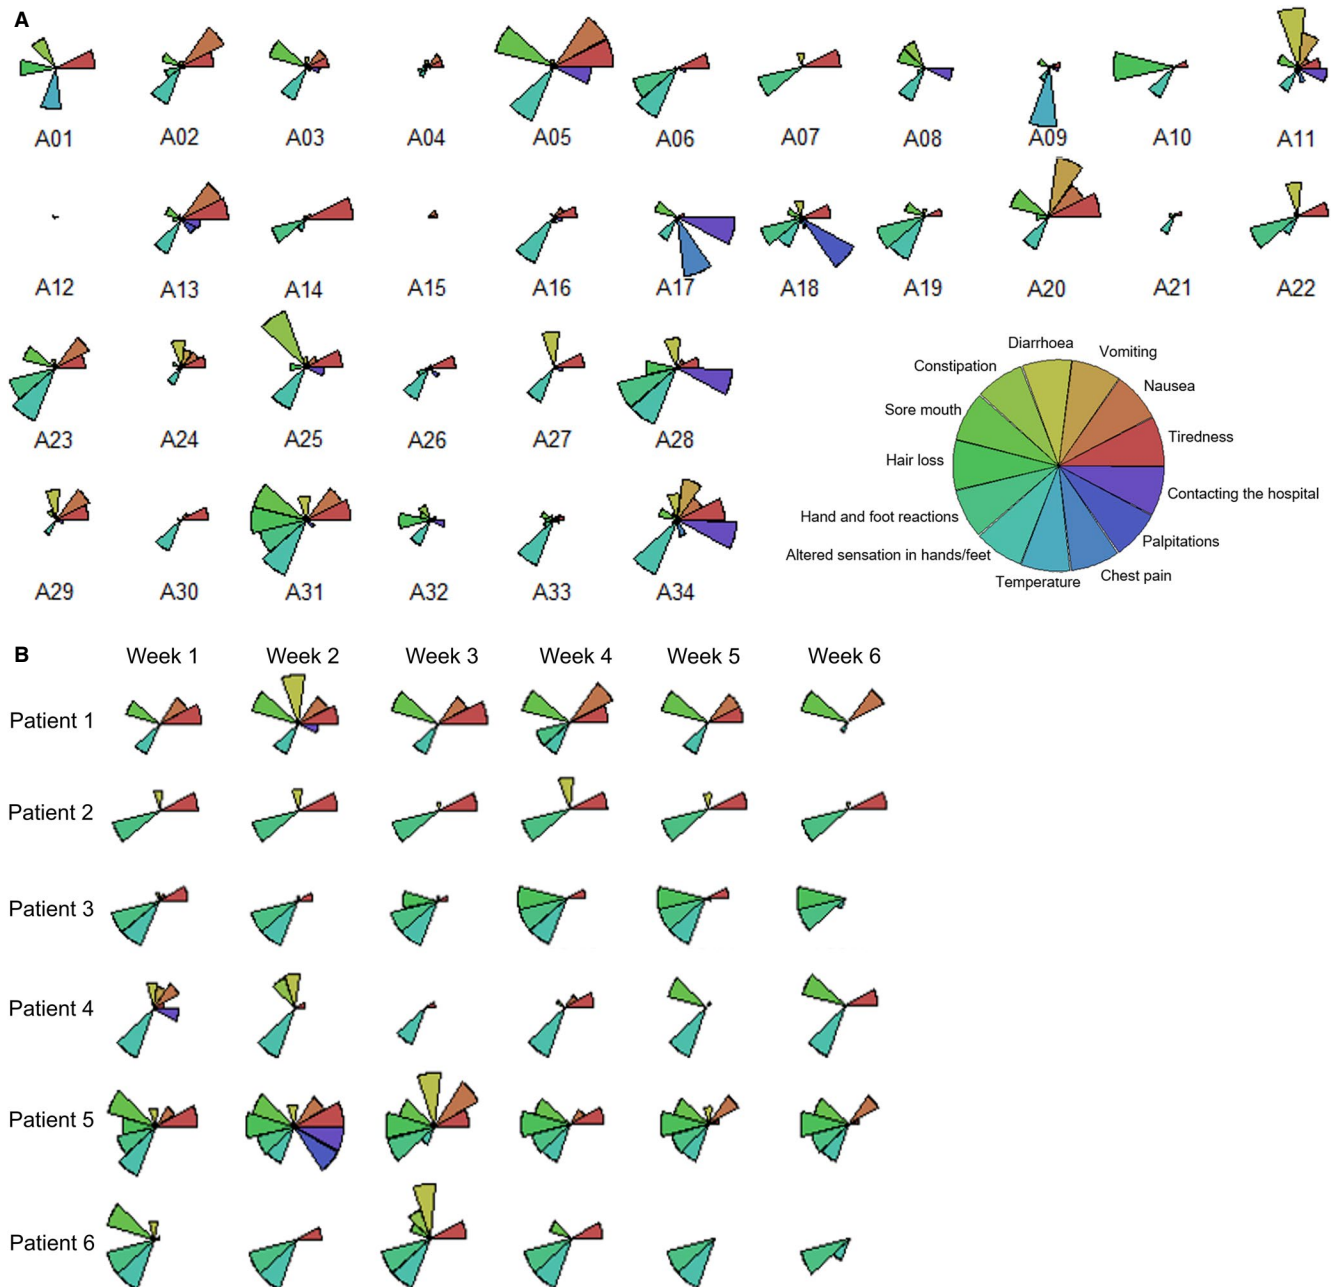 A
A01 A02 A03 A04 A05 A06 A07 A08 A09 A10 A11
A12 A13 A14 A15 A16 A17 A18 A19 A20 A21 A22
A23 A24 A25 A26 A27 A28
A29 A30 A31 A32 A33 A34
Diarrhoea
Vomiting
Constipation
Nausea
Sore mouth
Tiredness
Hair loss
Contacting the hospital
Hand and foot reactions
Palpitations
Altered sensation in hands/feet
Chest pain
Temperature
B
Week 1 Week 2 Week 3 Week 4 Week 5 Week 6
Patient 1
Patient 2
Patient 3
Patient 4
Patient 5
Patient 6